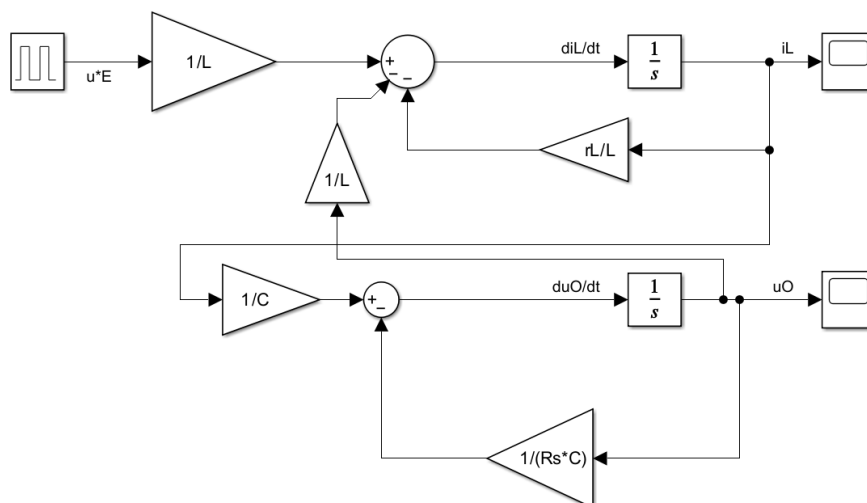 diL/dt
iL
1/L
1
s
u*E
rL/L
1/L
duO/dt
uO
1/C
1
s
1/(Rs*C)